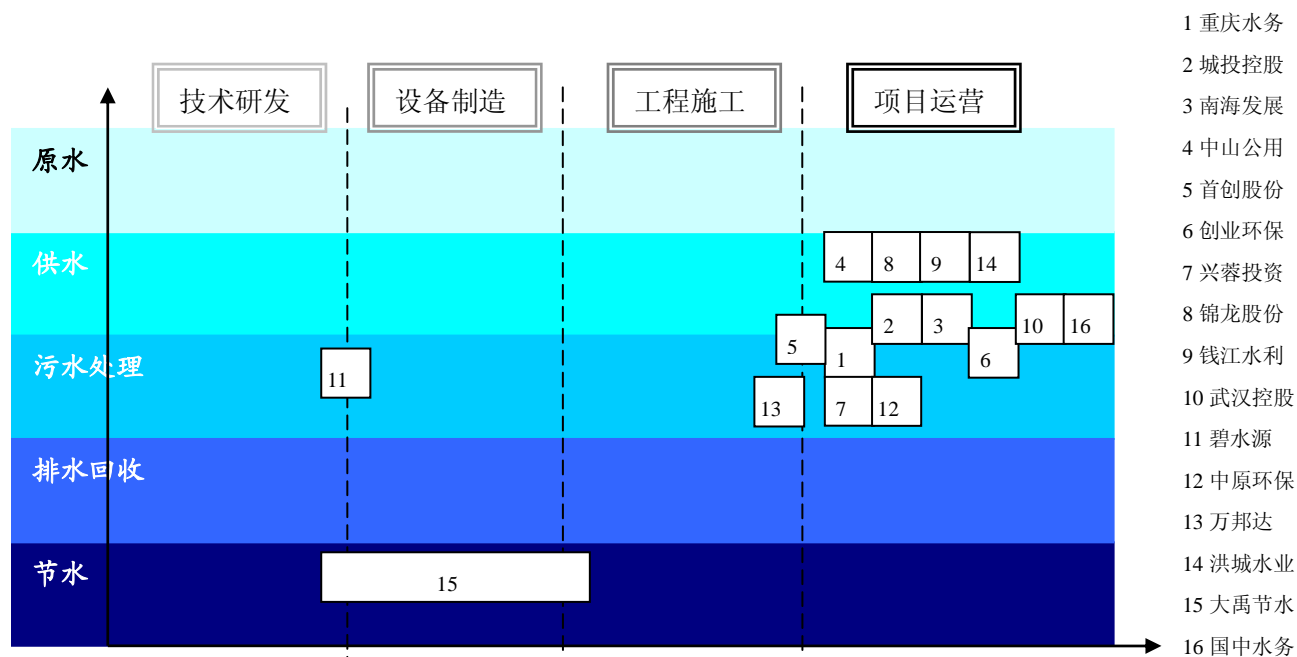 技术研发
设备制造
工程施工
项目运营
原水
供水
4
8
9
14
2
3
10
16
污水处理
5
1
6
11
13
7
12
排水回收
节水
15
1 重庆水务
2 城投控股
3 南海发展
4 中山公用
5 首创股份
6 创业环保
7 兴蓉投资
8 锦龙股份
9 钱江水利
10 武汉控股
11 碧水源
12 中原环保
13 万邦达
14 洪城水业
15 大禹节水
16 国中水务